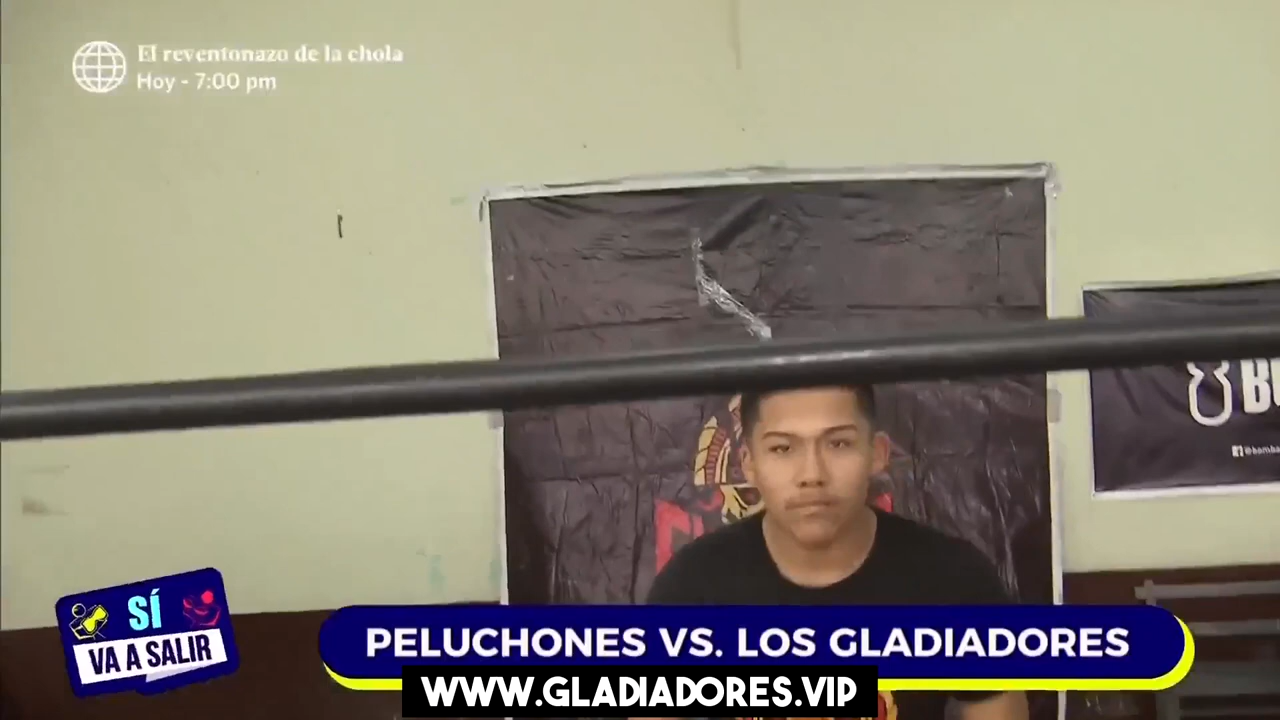 El reventonazo de la chola
Hoy - 7:00 pm
SÍ
VA A SALIR
PELUCHONES VS. LOS GLADIADORES
WWW.GLADIADORES.VIP